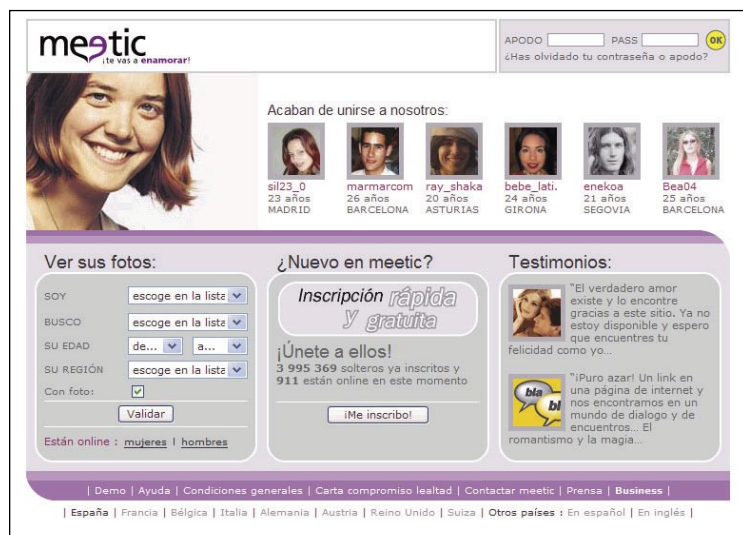 meetic
¡te vas a enamorar!
APODO PASS OK
¿Has olvidado tu contraseña o apodo?
Acaban de unirse a nosotros:
sil23_0
23 años
MADRID
marmarcom
26 años
BARCELONA
ray_shaka
20 años
ASTURIAS
bebe_lati.
24 años
GIRONA
enekoa
21 años
SEGOVIA
Bea04
25 años
BARCELONA
Ver sus fotos:
SOY escoge en la lista
BUSCO escoge en la lista
SU EDAD de... a...
SU REGIÓN escoge en la lista
Con foto:
Validar
Están online : mujeres | hombres
¿Nuevo en meetic?
Inscripción rápida
y gratuita
¡Únete a ellos!
3 995 369 solteros ya inscritos y
911 están online en este momento
¡Me inscribo!
Testimonios:
"El verdadero amor
existe y lo encontre
gracias a este sitio. Ya no
estoy disponible y espero
que encuentres tu
felicidad como yo...
bla
bl
"¡Puro azar! Un link en
una página de internet y
nos encontramos en un
mundo de dialogo y de
encuentros... El
romantismo y la magia...
| Demo | Ayuda | Condiciones generales | Carta compromiso lealtad | Contactar meetic | Prensa | Business |
| España | Francia | Bélgica | Italia | Alemania | Austria | Reino Unido | Suiza | Otros países : En español | En inglés |